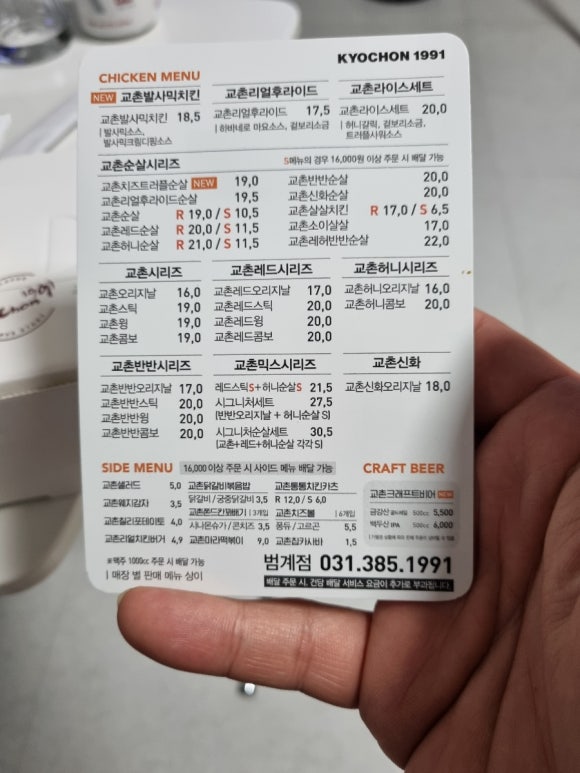 KYOCHON 1991
CHICKEN MENU
NEW 교촌발사믹치킨
교촌발사믹치킨 18,5
| 발사믹소스,
발사믹크림디핑소스
교촌리얼후라이드
교촌리얼후라이드 17,5
| 하바네로 마요소스, 겉보리소금
교촌라이스세트
교촌라이스세트 20,0
| 허니갈릭, 겉보리소금,
트러플사워소스
교촌순살시리즈
S메뉴의 경우 16,000원 이상 주문 시 배달 가능
교촌치즈트러플순살 NEW 19,0
교촌리얼후라이드순살 19,5
교촌순살 R 19,0 / S 10,5
교촌레드순살 R 20,0 / S 11,5
교촌허니순살 R 21,0 / S 11,5
교촌반반순살 20,0
교촌신화순살 20,0
교촌살살치킨 R 17,0 / S 6,5
교촌소이살살 17,0
교촌레허반반순살 22,0
교촌시리즈
교촌오리지날 16,0
교촌스틱 19,0
교촌윙 19,0
교촌콤보 19,0
교촌레드시리즈
교촌레드오리지날 17,0
교촌레드스틱 20,0
교촌레드윙 20,0
교촌레드콤보 20,0
교촌허니시리즈
교촌허니오리지날 16,0
교촌허니콤보 20,0
교촌반반시리즈
교촌반반오리지날 17,0
교촌반반스틱 20,0
교촌반반윙 20,0
교촌반반콤보 20,0
교촌믹스시리즈
레드스틱S+허니순살S 21,5
시그니처세트 27,5
(반반오리지날 + 허니순살 S)
시그니처순살세트 30,5
(교촌+레드+허니순살 각각 S)
교촌신화
교촌신화오리지날 18,0
SIDE MENU 16,000 이상 주문 시 사이드 메뉴 배달 가능
교촌샐러드 5,0
교촌웨지감자 3,5
교촌칠리포테이토 4,0
교촌리얼치킨버거 4,9
교촌닭갈비볶음밥
닭갈비 / 궁중닭갈비 3,5
교촌쫀드칸꽈배기 | 3개입
시나몬슈가 / 콘치즈 3,5
교촌마라떡볶이 9,0
교촌통통치킨카츠
R 12,0 / S 6,0
교촌치즈볼 | 6개입
퐁듀 / 고르곤 5,5
교촌칩카사바 1,5
CRAFT BEER
교촌크래프트비어 NEW
금강산 골드에일 500cc 5,500
백두산 IPA 500cc 6,000
※맥주 1000cc 주문 시 배달 가능
| 매장 별 판매 메뉴 상이
범계점 031.385.1991
배달 주문 시, 건당 배달 서비스 요금이 추가로 부과됩니다.